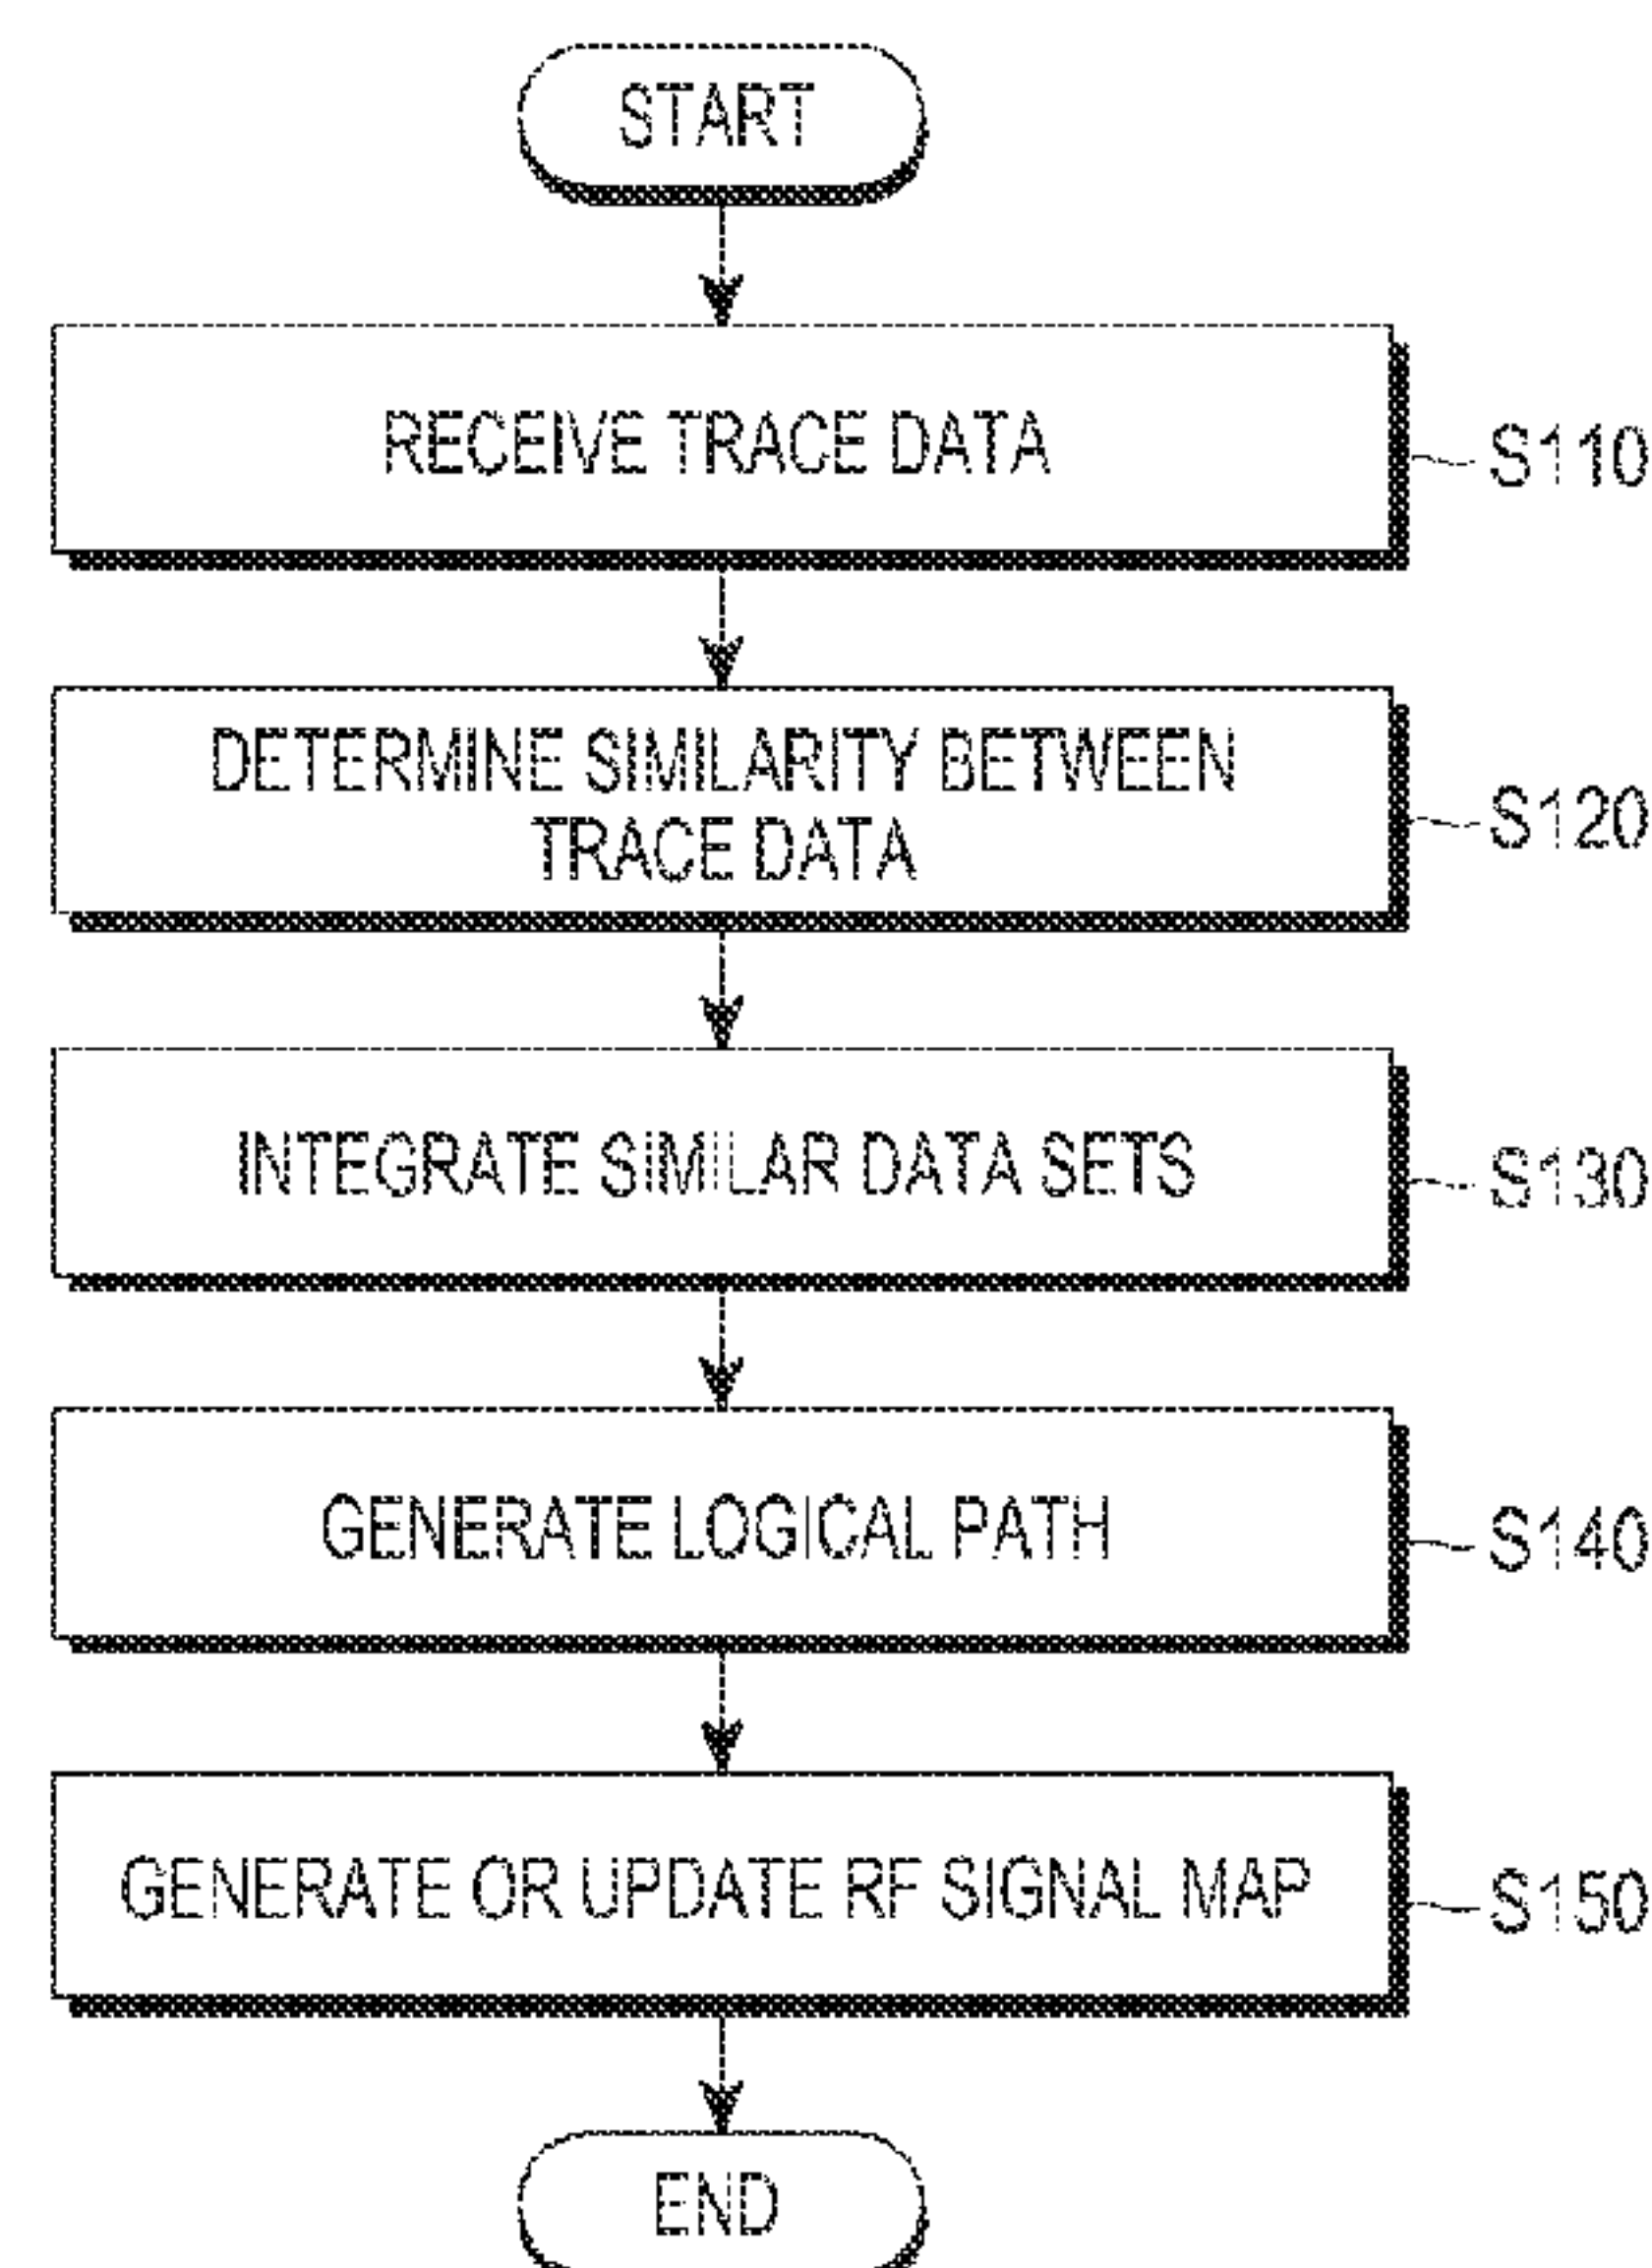 START
RECEIVE TRACE DATA
S110
DETERMINE SIMILARITY BETWEEN
TRACE DATA
S120
INTEGRATE SIMILAR DATA SETS
S130
GENERATE LOGICAL PATH
S140
GENERATE OR UPDATE RF SIGNAL MAP
S150
END